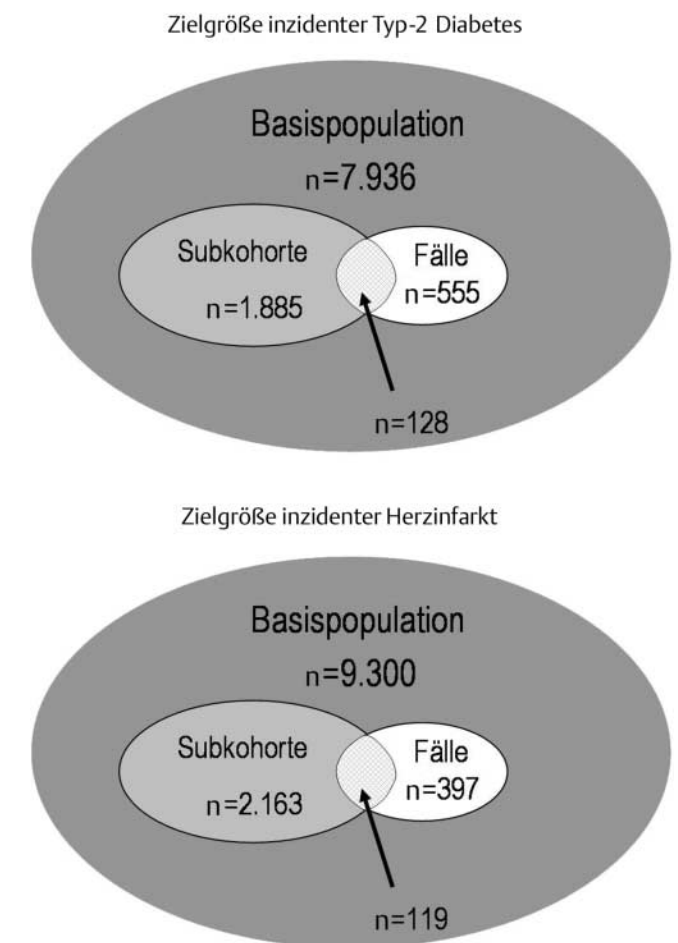 Zielgröße inzidenter Typ-2 Diabetes
Basispopulation
n=7.936
Subkohorte
n=1.885
Fälle
n=555
n=128
Zielgröße inzidenter Herzinfarkt
Basispopulation
n=9.300
Subkohorte
n=2.163
Fälle
n=397
n=119